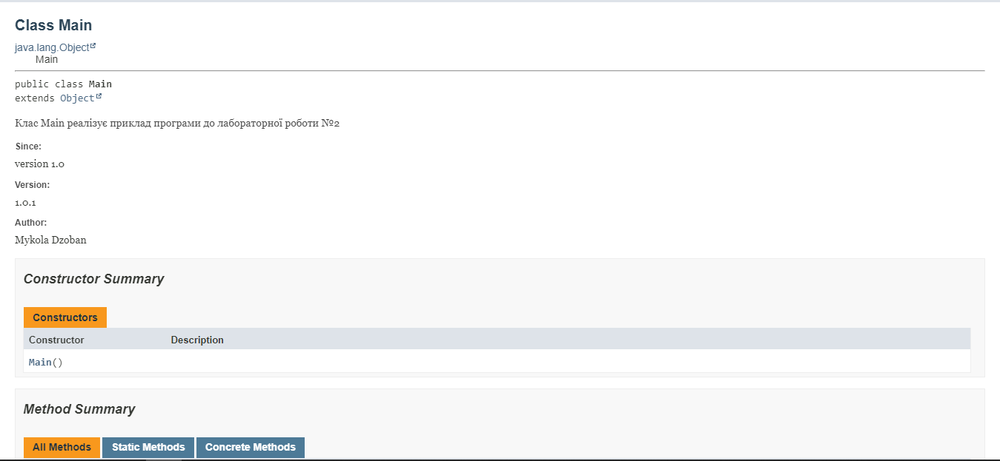 Class Main
java.lang.Object
Main
public class Main
extends Object
Клас Main реалізує приклад програми до лабораторної роботи №2
Since:
version 1.0
Version:
1.0.1
Author:
Mykola Dzoban
Constructor Summary
Constructors
Constructor Description
Main()
Method Summary
All Methods Static Methods Concrete Methods